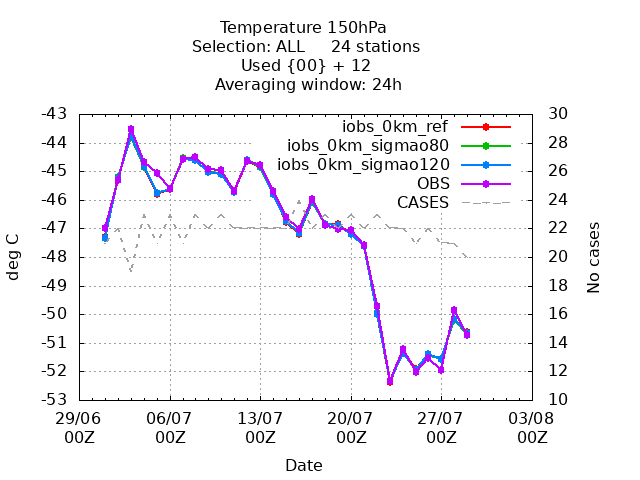 Temperature 150hPa
Selection: ALL     24 stations
Used {00} + 12
Averaging window: 24h
-43
-44
-45
-46
-47
-48
-49
-50
-51
-52
-53
30
28
26
24
22
20
18
16
14
12
10
iobs_0km_ref
iobs_0km_sigmao80
iobs_0km_sigmao120
OBS
CASES
deg C
No cases
29/06 06/07 13/07 20/07 27/07 03/08
00Z 00Z 00Z 00Z 00Z 00Z
Date